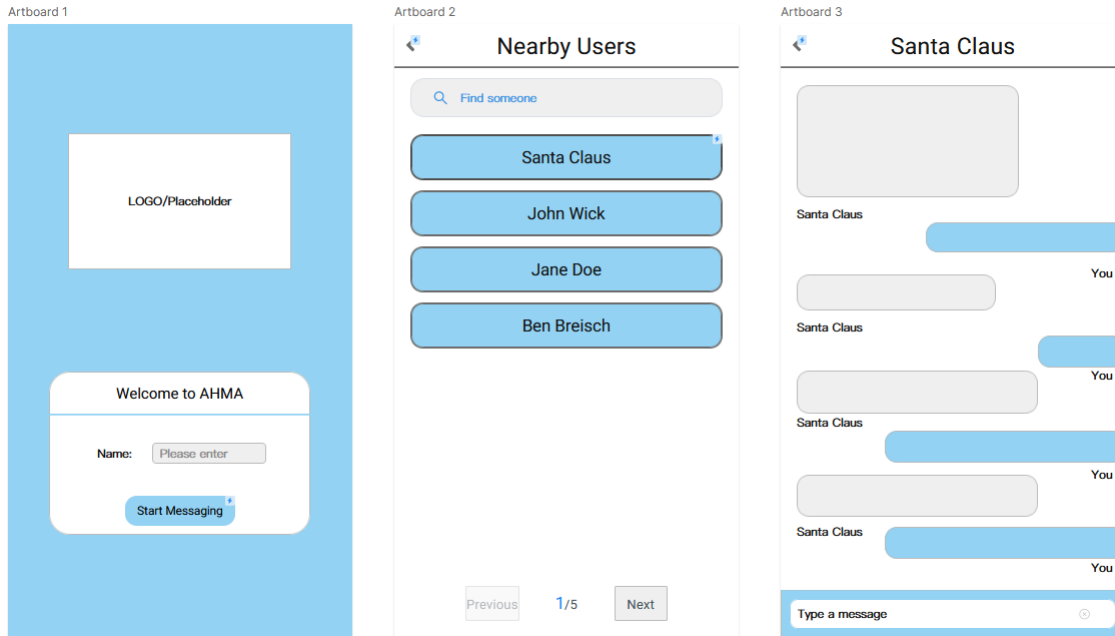 Artboard 1
LOGO/Placeholder
Welcome to AHMA
Name:
Please enter
Start Messaging
Artboard 2
Nearby Users
Find someone
Santa Claus
John Wick
Jane Doe
Ben Breisch
Previous
1/5
Next
Artboard 3
Santa Claus
Santa Claus
You
Santa Claus
You
Santa Claus
You
Santa Claus
You
Type a message